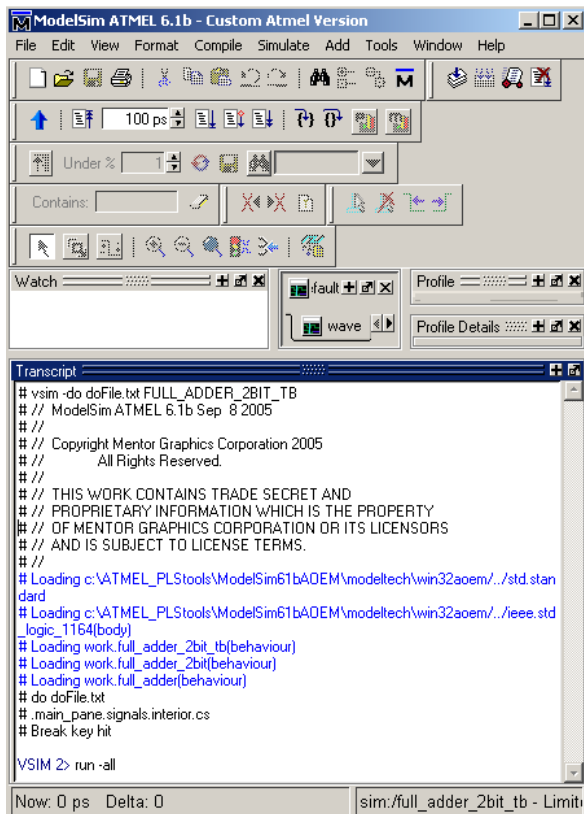 ModelSim ATMEL 6.1b - Custom Atmel Version
File Edit View Format Compile Simulate Add Tools Window Help
100 ps
Under % 1
Contains:
Watch
:fault
Profile
wave
Profile Details
Transcript
# vsim -do doFile.txt FULL_ADDER_2BIT_TB
# // ModelSim ATMEL 6.1b Sep 8 2005
# //
# // Copyright Mentor Graphics Corporation 2005
# // All Rights Reserved.
# //
# // THIS WORK CONTAINS TRADE SECRET AND
# // PROPRIETARY INFORMATION WHICH IS THE PROPERTY
# // OF MENTOR GRAPHICS CORPORATION OR ITS LICENSORS
# // AND IS SUBJECT TO LICENSE TERMS.
# //
# Loading c:\ATMEL_PLStools\ModelSim61bAOEM\modeltech\win32aoem/../std.stan
dard
# Loading c:\ATMEL_PLStools\ModelSim61bAOEM\modeltech\win32aoem/../ieee.std
_logic_1164(body)
# Loading work.full_adder_2bit_tb(behaviour)
# Loading work.full_adder_2bit(behaviour)
# Loading work.full_adder(behaviour)
# do doFile.txt
# .main_pane.signals.interior.cs
# Break key hit
VSIM 2> run -all
Now: 0 ps Delta: 0
sim:/full_adder_2bit_tb - Limit